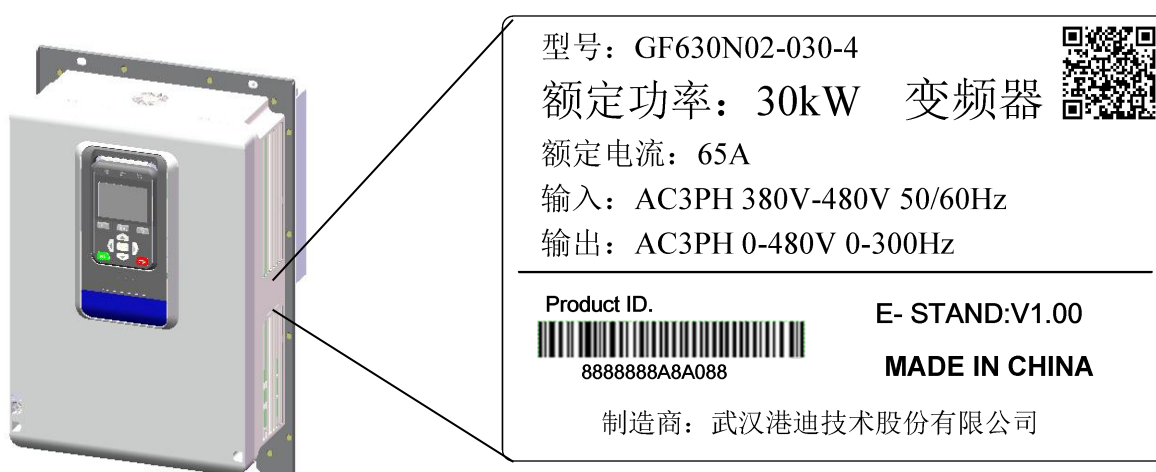 型号：GF630N02-030-4
额定功率：30kW 变频器
额定电流：65A
输入：AC3PH 380V-480V 50/60Hz
输出：AC3PH 0-480V 0-300Hz
Product ID.
E- STAND:V1.00
8888888A8A088
MADE IN CHINA
制造商：武汉港迪技术股份有限公司